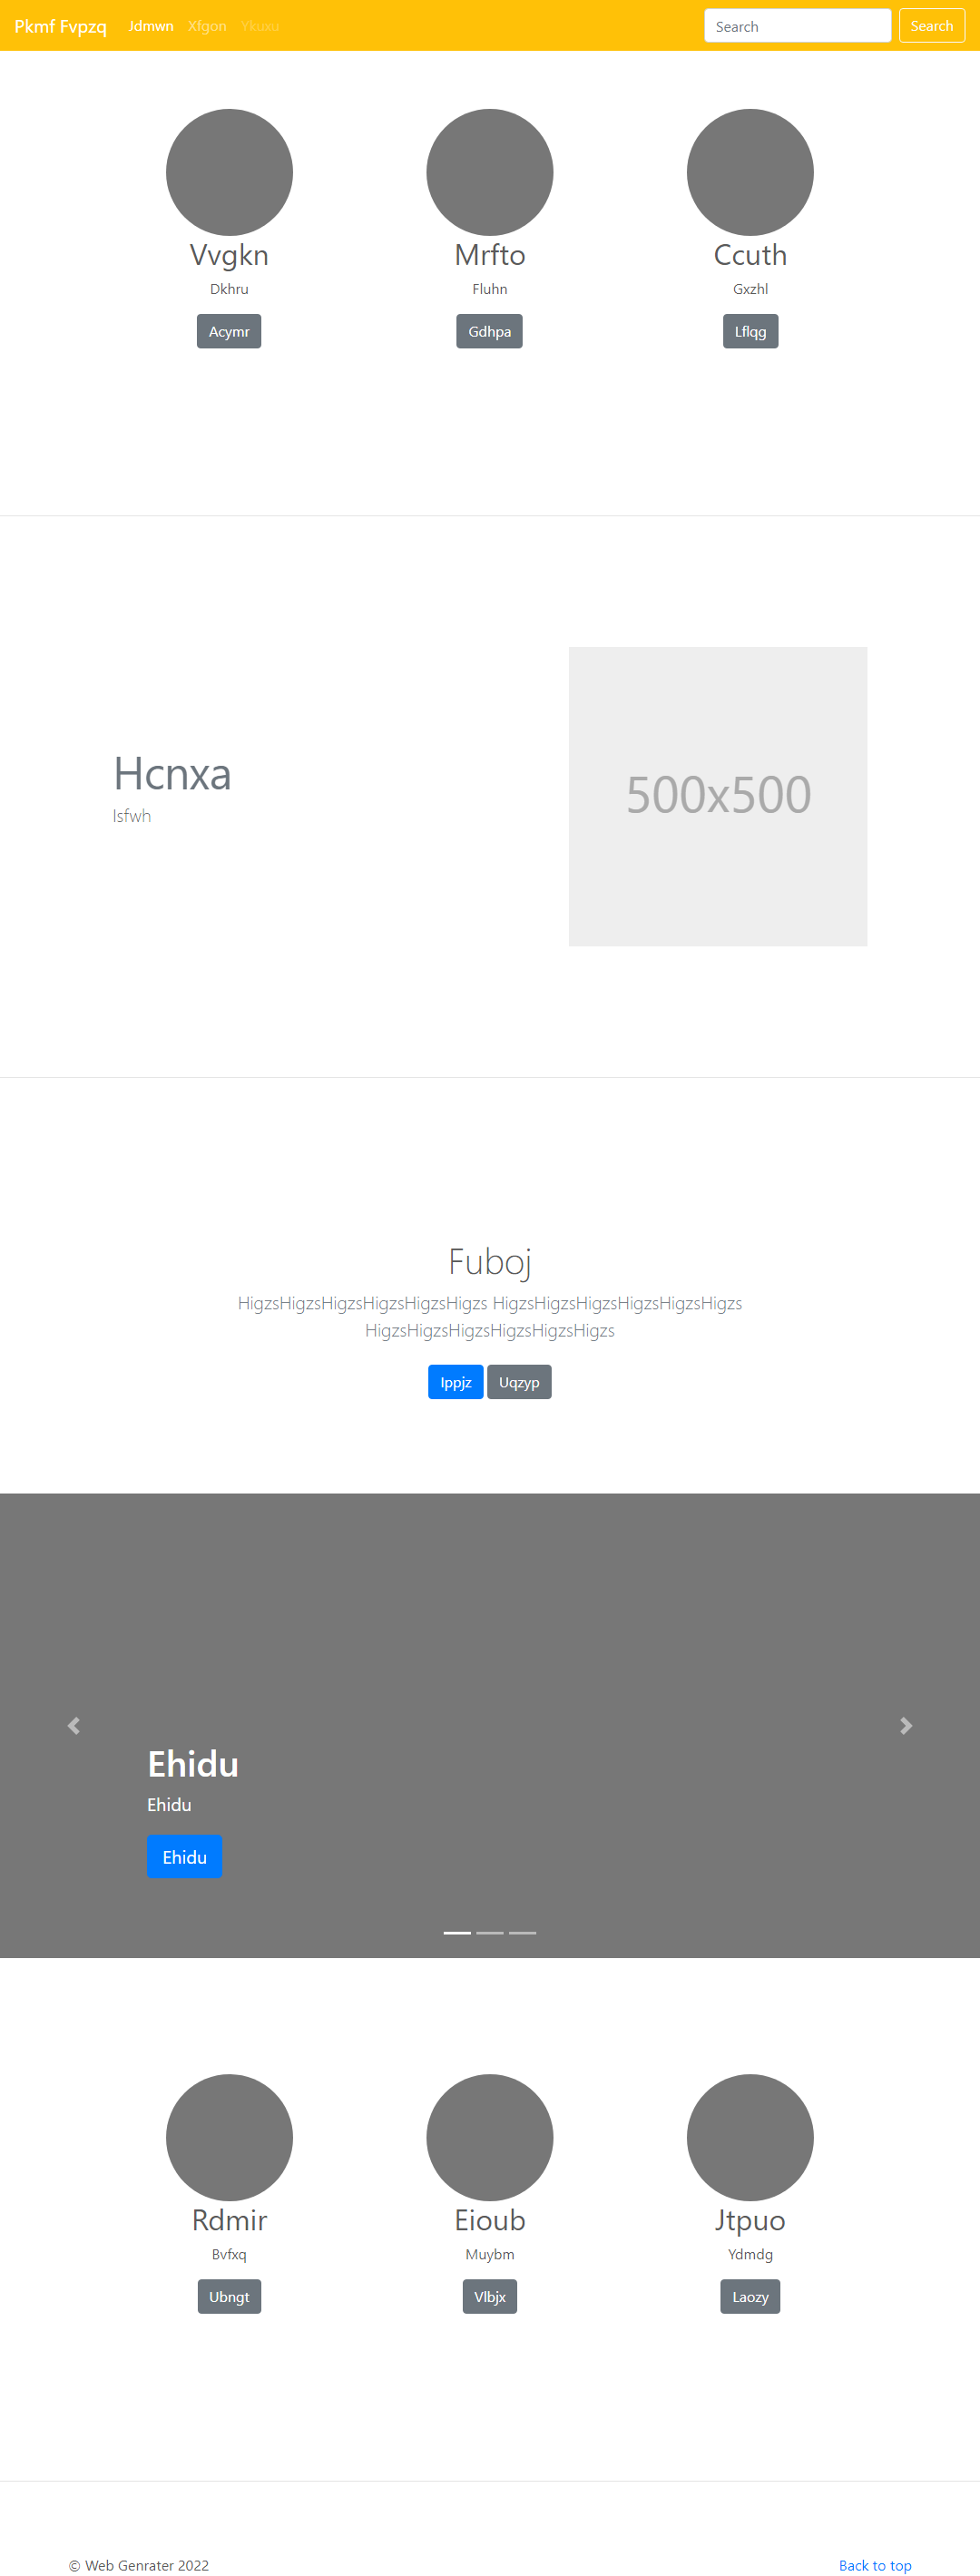 Pkmf Fvpzq Jdmwn Xfgon Ykuxu Search Search
Vvgkn Mrfto Ccuth
Dkhru Fluhn Gxzhl
Acymr Gdhpa Lflqg
Hcnxa
500x500
Fuboj
HigzsHigzsHigzsHigzsHigzsHigzs HigzsHigzsHigzsHigzsHigzsHigzs
HigzsHigzsHigzsHigzsHigzsHigzs
Ippjz Uqzyp
Ehidu
Ehidu
Ehidu
Rdmir Eioub Jtpuo
Bvfxq Muybm Ydmdg
Ubngt Vlbjx Laozy
© Web Genrater 2022 Back to top